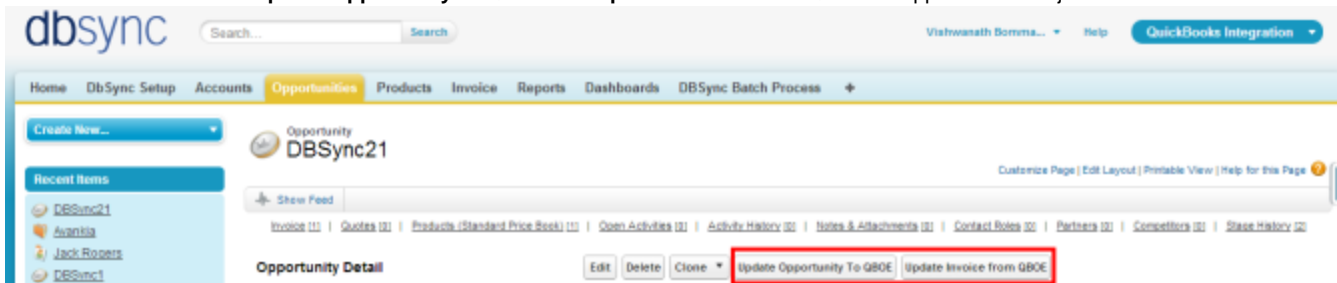 dbsync Search... Search Vishwanath Bomma... Help QuickBooks Integration
Home DbSync Setup Accounts Opportunities Products Invoice Reports Dashboards DBSync Batch Process +
Create New...
Opportunity
DBSync21
Customize Page | Edit Layout | Printable View | Help for this Page
Recent Items
Show Feed
DBSync21
Invoice [1] | Quotes [0] | Products (Standard Price Book) [1] | Open Activities [0] | Activity History [0] | Notes & Attachments [0] | Contact Roles [0] | Partners [0] | Competitors [0] | Stage History [2]
Avankia
Jack Rogers
Opportunity Detail Edit Delete Clone Update Opportunity To QBOE Update Invoice from QBOE
DBSync1